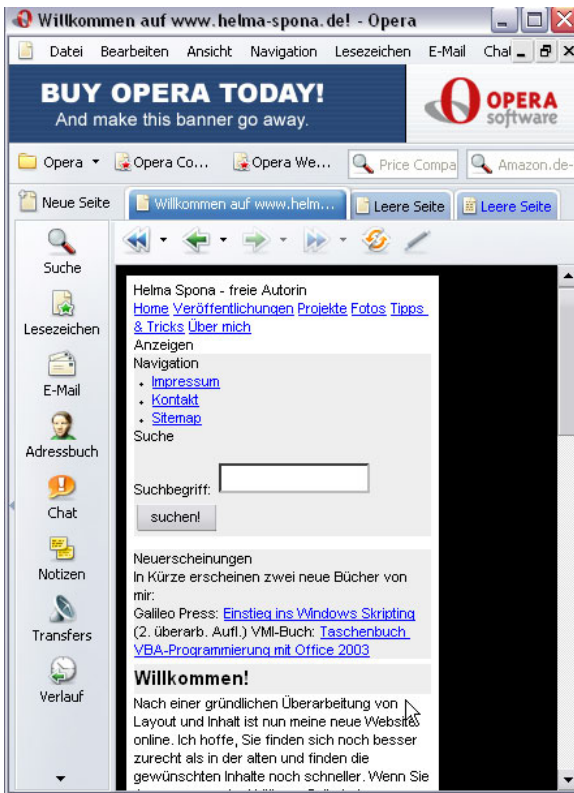 Willkommen auf www.helma-spona.de! - Opera
Datei Bearbeiten Ansicht Navigation Lesezeichen E-Mail Chat
BUY OPERA TODAY!
And make this banner go away.
OPERA
software
Opera Opera Co... Opera We... Price Compa Amazon.de-
Neue Seite Willkommen auf www.helm... Leere Seite Leere Seite
Suche
Lesezeichen
E-Mail
Adressbuch
Chat
Notizen
Transfers
Verlauf
Helma Spona - freie Autorin
Home Veröffentlichungen Projekte Fotos Tipps
& Tricks Über mich
Anzeigen
Navigation
• Impressum
• Kontakt
• Sitemap
Suche
Suchbegriff:
suchen!
Neuerscheinungen
In Kürze erscheinen zwei neue Bücher von
mir:
Galileo Press: Einstieg ins Windows Skripting
(2. überarb. Aufl.) VMI-Buch: Taschenbuch
VBA-Programmierung mit Office 2003
Willkommen!
Nach einer gründlichen Überarbeitung von
Layout und Inhalt ist nun meine neue Website
online. Ich hoffe, Sie finden sich noch besser
zurecht als in der alten und finden die
gewünschten Inhalte noch schneller. Wenn Sie